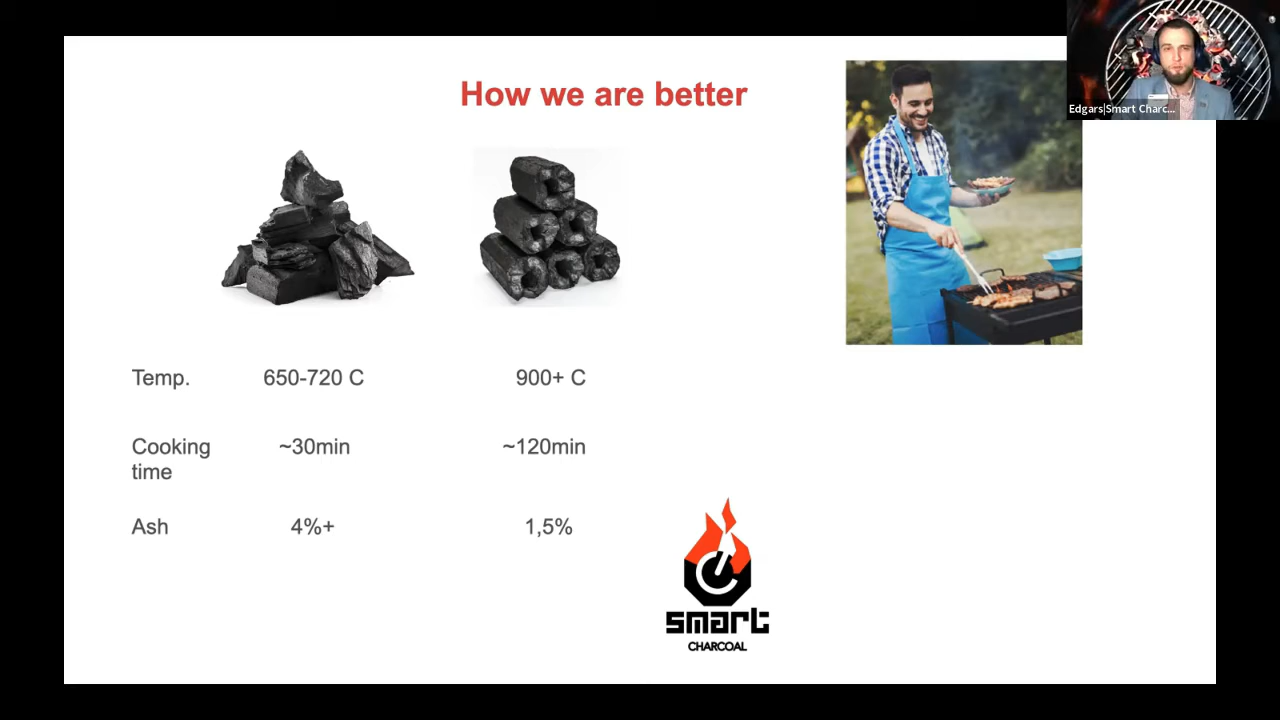 How we are better
Edgars|Smart Charc...
Temp. 650-720 C 900+ C
Cooking time ~30min ~120min
Ash 4%+ 1,5%
smart
CHARCOAL